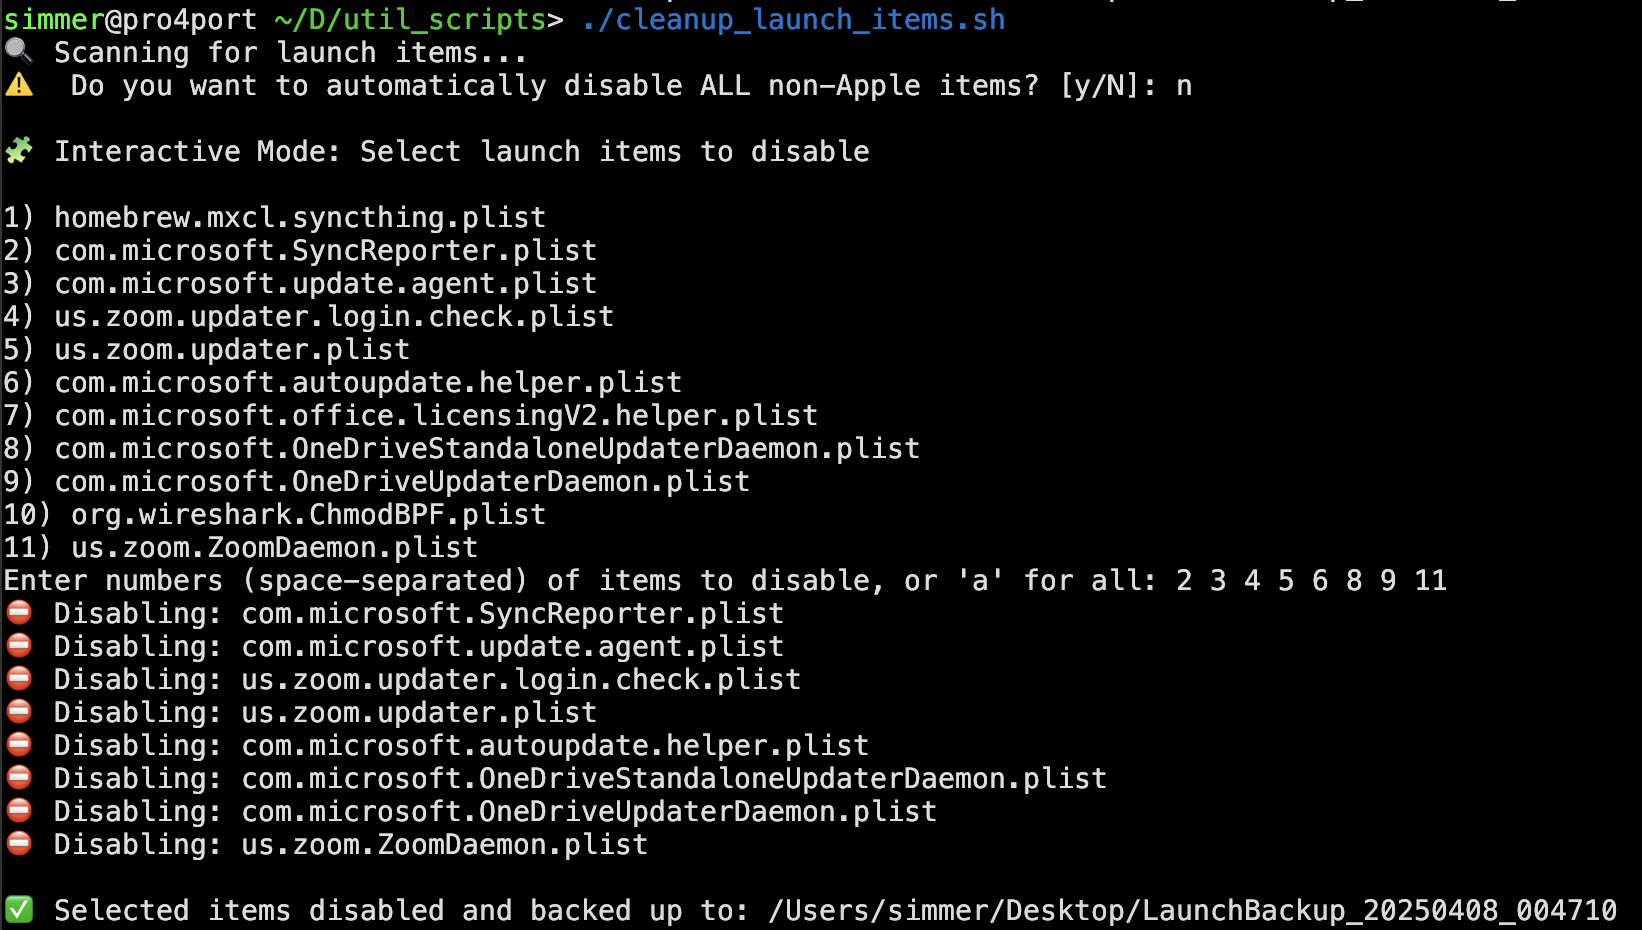 simmer@pro4port ~/D/util_scripts> ./cleanup_launch_items.sh
🔍 Scanning for launch items...
⚠️  Do you want to automatically disable ALL non-Apple items? [y/N]: n
🧩 Interactive Mode: Select launch items to disable
1) homebrew.mxcl.syncthing.plist
2) com.microsoft.SyncReporter.plist
3) com.microsoft.update.agent.plist
4) us.zoom.updater.login.check.plist
5) us.zoom.updater.plist
6) com.microsoft.autoupdate.helper.plist
7) com.microsoft.office.licensingV2.helper.plist
8) com.microsoft.OneDriveStandaloneUpdaterDaemon.plist
9) com.microsoft.OneDriveUpdaterDaemon.plist
10) org.wireshark.ChmodBPF.plist
11) us.zoom.ZoomDaemon.plist
Enter numbers (space-separated) of items to disable, or 'a' for all: 2 3 4 5 6 8 9 11
⛔ Disabling: com.microsoft.SyncReporter.plist
⛔ Disabling: com.microsoft.update.agent.plist
⛔ Disabling: us.zoom.updater.login.check.plist
⛔ Disabling: us.zoom.updater.plist
⛔ Disabling: com.microsoft.autoupdate.helper.plist
⛔ Disabling: com.microsoft.OneDriveStandaloneUpdaterDaemon.plist
⛔ Disabling: com.microsoft.OneDriveUpdaterDaemon.plist
⛔ Disabling: us.zoom.ZoomDaemon.plist
✅ Selected items disabled and backed up to: /Users/simmer/Desktop/LaunchBackup_20250408_004710